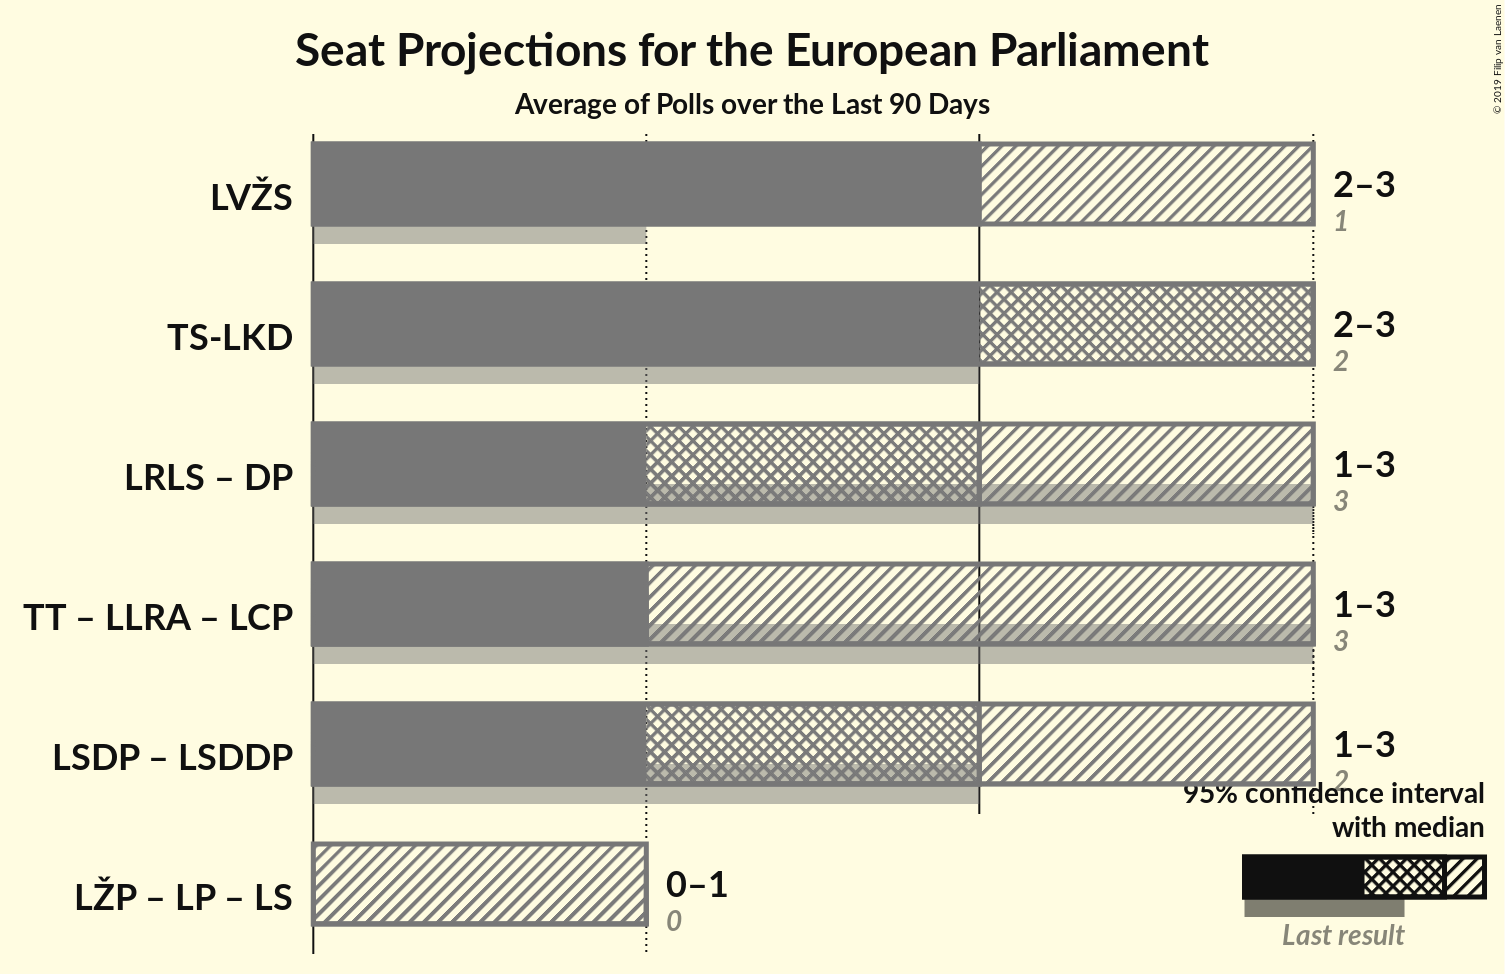 © 2019 Filip van Laenen
Seat Projections for the European Parliament
Average of Polls over the Last 90 Days
LVŽS
2–3
1
TS-LKD
2–3
2
LRLS – DP
1–3
3
TT – LLRA – LCP
1–3
3
LSDP – LSDDP
1–3
2
95% confidence interval
with median
LŽP – LP – LS
0–1
0
Last result